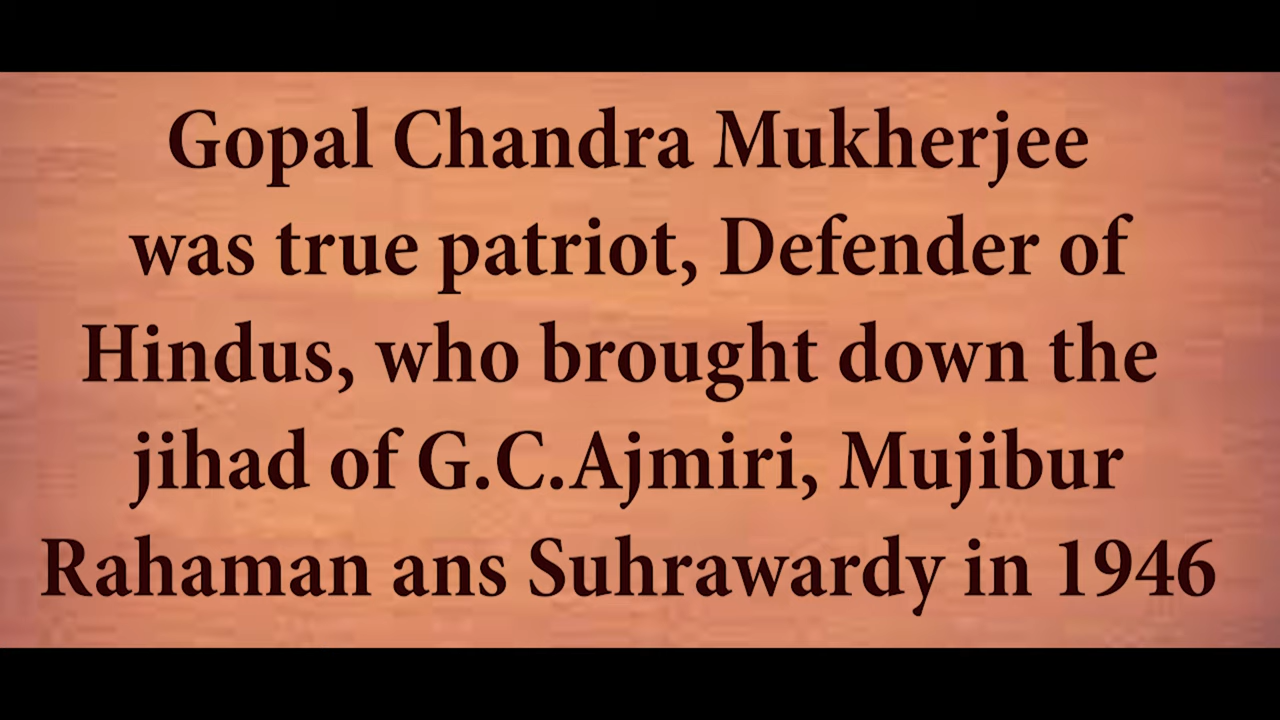 Gopal Chandra Mukherjee
was true patriot, Defender of
Hindus, who brought down the
jihad of G.C.Ajmiri, Mujibur
Rahaman ans Suhrawardy in 1946